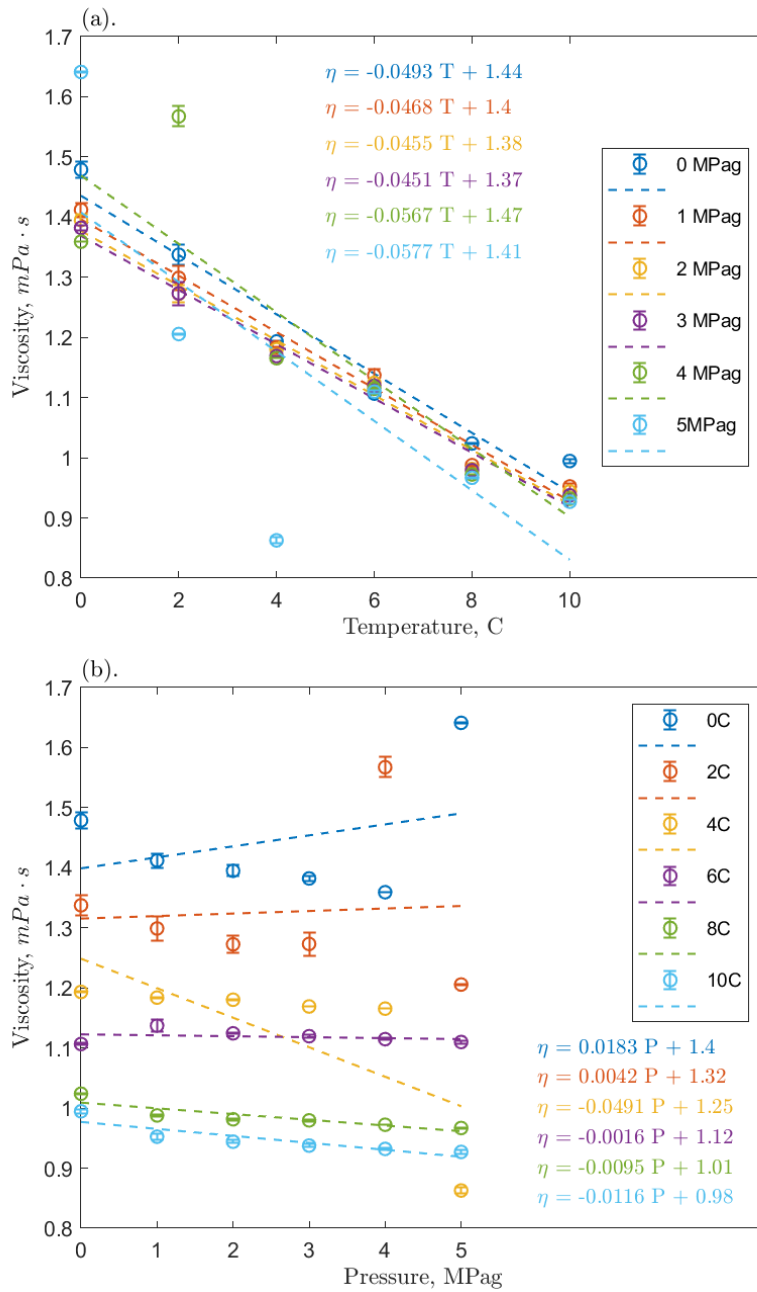 (a).
1.7
1.6
1.5
1.4
1.3
1.2
1.1
1
0.9
0.8
Viscosity, mPa · s
η = -0.0493 T + 1.44
η = -0.0468 T + 1.4
η = -0.0455 T + 1.38
η = -0.0451 T + 1.37
η = -0.0567 T + 1.47
η = -0.0577 T + 1.41
0 MPag
1 MPag
2 MPag
3 MPag
4 MPag
5MPag
0 2 4 6 8 10
Temperature, C
(b).
1.7
1.6
1.5
1.4
1.3
1.2
1.1
1
0.9
0.8
Viscosity, mPa · s
0C
2C
4C
6C
8C
10C
η = 0.0183 P + 1.4
η = 0.0042 P + 1.32
η = -0.0491 P + 1.25
η = -0.0016 P + 1.12
η = -0.0095 P + 1.01
η = -0.0116 P + 0.98
0 1 2 3 4 5
Pressure, MPag